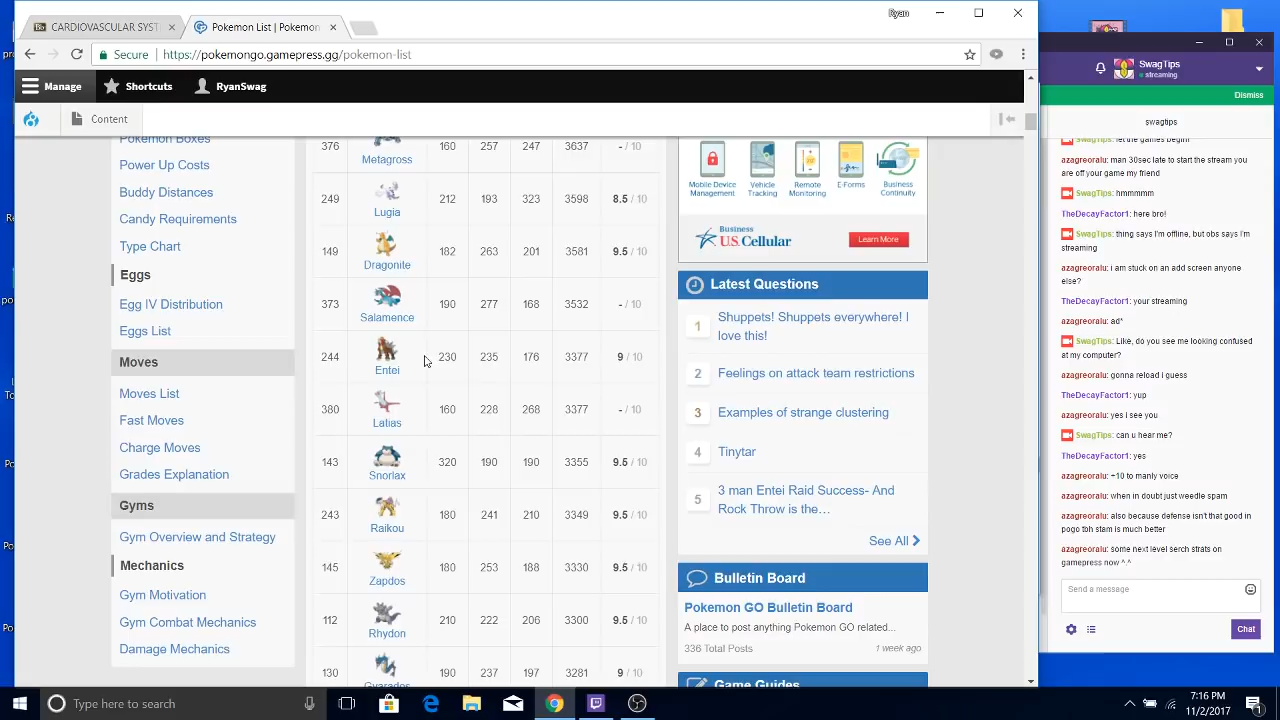 Ryan
CARDIOVASCULAR SYST
Pokemon List | Pokemon
Secure
https://pokemongo.gamepress.gg/pokemon-list
Manage
Shortcuts
RyanSwag
Content
Pokemon Boxes
Power Up Costs
Buddy Distances
Candy Requirements
Type Chart
Eggs
Egg IV Distribution
Eggs List
Moves
Moves List
Fast Moves
Charge Moves
Grades Explanation
Gyms
Gym Overview and Strategy
Mechanics
Gym Motivation
Gym Combat Mechanics
Damage Mechanics
376 Metagross 160 257 247 3637 - / 10
249 Lugia 212 193 323 3598 8.5 / 10
149 Dragonite 182 263 201 3581 9.5 / 10
373 Salamence 190 277 168 3532 - / 10
244 Entei 230 235 176 3377 9 / 10
380 Latias 160 228 268 3377 - / 10
143 Snorlax 320 190 190 3355 9.5 / 10
243 Raikou 180 241 210 3349 9.5 / 10
145 Zapdos 180 253 188 3330 9.5 / 10
112 Rhydon 210 222 206 3300 9.5 / 10
130 Gyarados 190 237 197 3281 9 / 10
Mobile Device Management
Vehicle Tracking
Remote Monitoring
E-Forms
Business Continuity
Business
U.S. Cellular
Learn More
Latest Questions
1 Shuppets! Shuppets everywhere! I
love this!
2 Feelings on attack team restrictions
3 Examples of strange clustering
4 Tinytar
5 3 man Entei Raid Success- And
Rock Throw is the…
See All
Bulletin Board
Pokemon GO Bulletin Board
A place to post anything Pokemon GO related...
336 Total Posts
1 week ago
Game Guides
SwagTips
streaming
Dismiss
swagtips
SwagTips: let the games begin!
azagreoralu: man 30sec late to start the stream you
are off your game my friend
SwagTips: hmmmmm
TheDecayFactor1: here bro!
SwagTips: thing says I'm offline, but obs says I'm
streaming
azagreoralu: i am stuck on an add screen anyone
else?
TheDecayFactor1: your streaming
azagreoralu: ad*
SwagTips: Like, do you see me looking confused
at my computer?
azagreoralu: gonna reload i guess
TheDecayFactor1: yup
azagreoralu: yes i see you
SwagTips: can u hear me?
TheDecayFactor1: yes
azagreoralu: +10 to manly voice
azagreoralu: when in doubt just weedle spam
azagreoralu: also because defense isn't that good in
pogo tbh stam is much better
azagreoralu: some next level serch strats on
gamepress now ^.^
Send a message
Chat
Type here to search
7:16 PM
11/2/2017